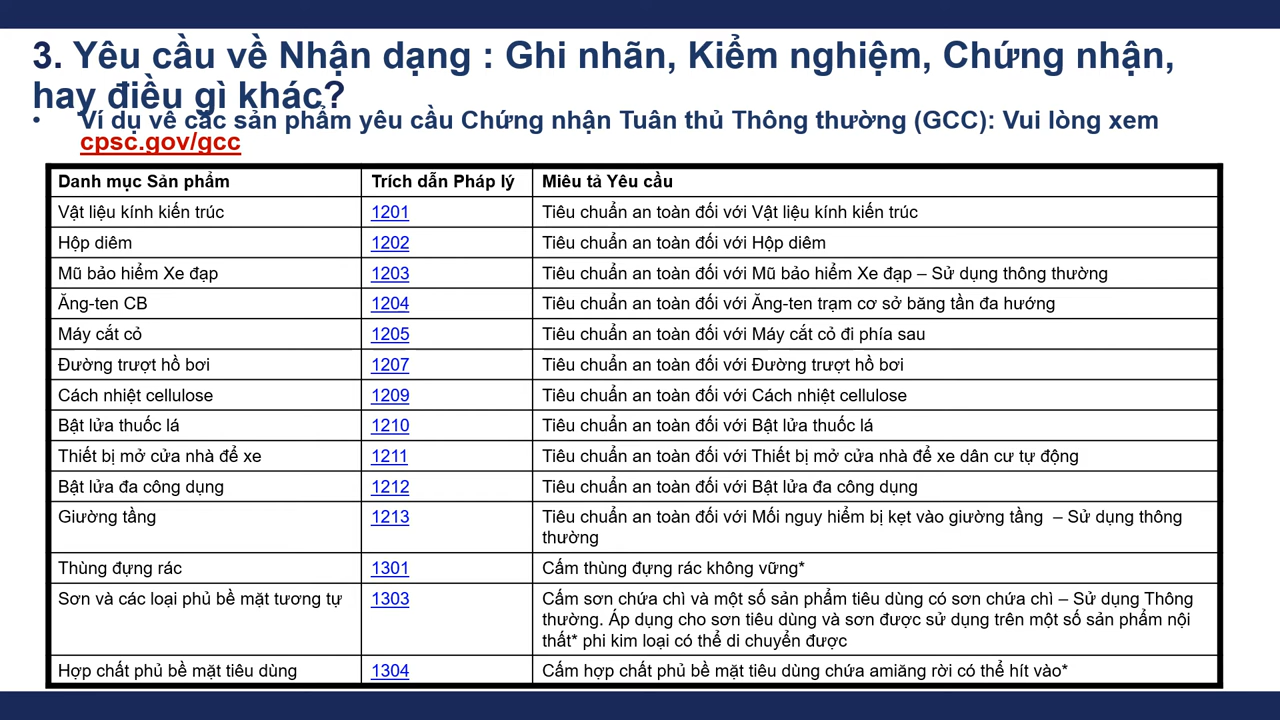 3. Yêu cầu về Nhận dạng : Ghi nhãn, Kiểm nghiệm, Chứng nhận,
hay điều gì khác?
• Ví dụ về các sản phẩm yêu cầu Chứng nhận Tuân thủ Thông thường (GCC): Vui lòng xem
cpsc.gov/gcc
Danh mục Sản phẩm Trích dẫn Pháp lý Miêu tả Yêu cầu
Vật liệu kính kiến trúc 1201 Tiêu chuẩn an toàn đối với Vật liệu kính kiến trúc
Hộp diêm 1202 Tiêu chuẩn an toàn đối với Hộp diêm
Mũ bảo hiểm Xe đạp 1203 Tiêu chuẩn an toàn đối với Mũ bảo hiểm Xe đạp – Sử dụng thông thường
Ăng-ten CB 1204 Tiêu chuẩn an toàn đối với Ăng-ten trạm cơ sở băng tần đa hướng
Máy cắt cỏ 1205 Tiêu chuẩn an toàn đối với Máy cắt cỏ đi phía sau
Đường trượt hồ bơi 1207 Tiêu chuẩn an toàn đối với Đường trượt hồ bơi
Cách nhiệt cellulose 1209 Tiêu chuẩn an toàn đối với Cách nhiệt cellulose
Bật lửa thuốc lá 1210 Tiêu chuẩn an toàn đối với Bật lửa thuốc lá
Thiết bị mở cửa nhà để xe 1211 Tiêu chuẩn an toàn đối với Thiết bị mở cửa nhà để xe dân cư tự động
Bật lửa đa công dụng 1212 Tiêu chuẩn an toàn đối với Bật lửa đa công dụng
Giường tầng 1213 Tiêu chuẩn an toàn đối với Mối nguy hiểm bị kẹt vào giường tầng – Sử dụng thông
thường
Thùng đựng rác 1301 Cấm thùng đựng rác không vững*
Sơn và các loại phủ bề mặt tương tự 1303 Cấm sơn chứa chì và một số sản phẩm tiêu dùng có sơn chứa chì – Sử dụng Thông
thường. Áp dụng cho sơn tiêu dùng và sơn được sử dụng trên một số sản phẩm nội
thất* phi kim loại có thể di chuyển được
Hợp chất phủ bề mặt tiêu dùng 1304 Cấm hợp chất phủ bề mặt tiêu dùng chứa amiăng rời có thể hít vào*